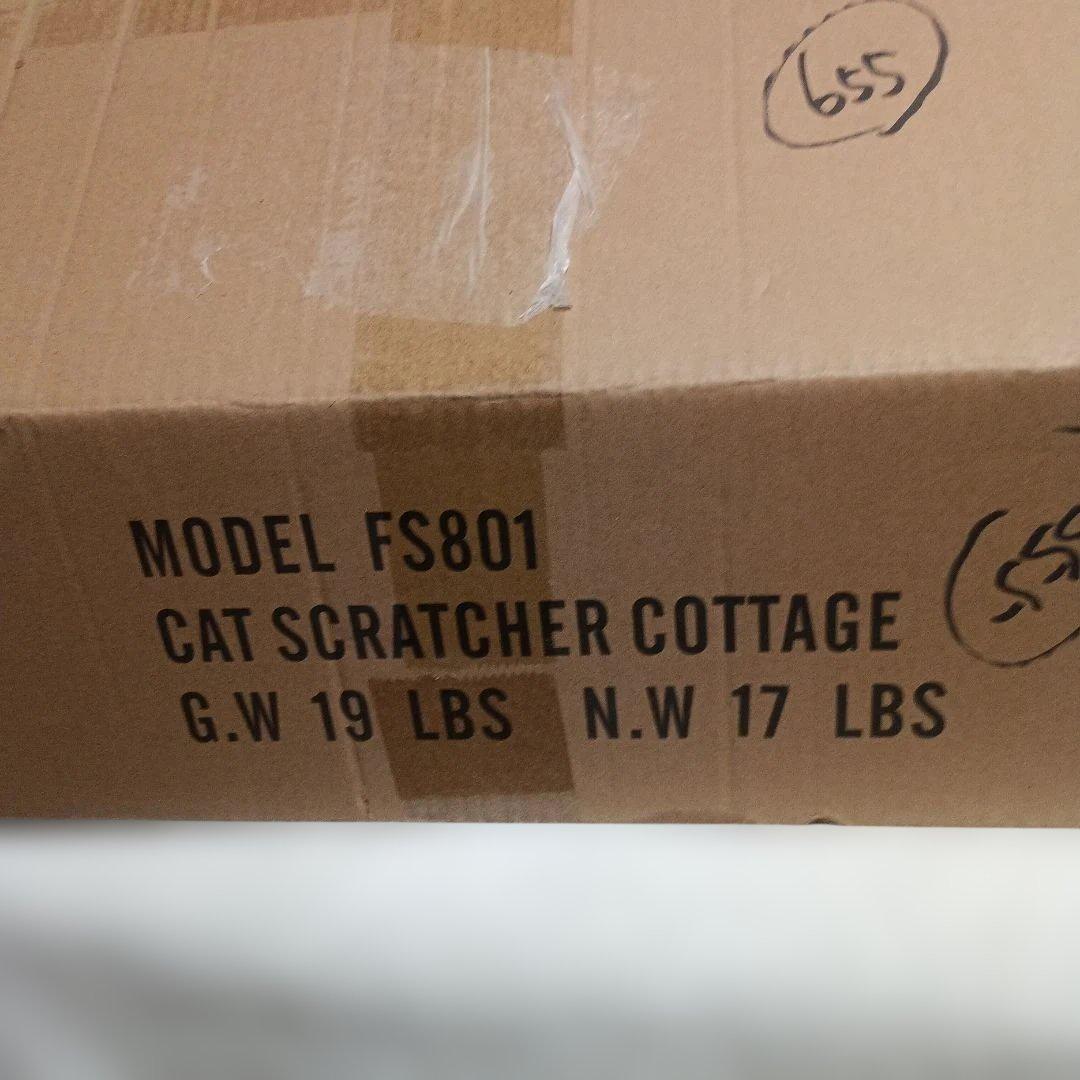 655
MODEL FS801
CAT SCRATCHER COTTAGE
G.W 19 LBS N.W 17 LBS